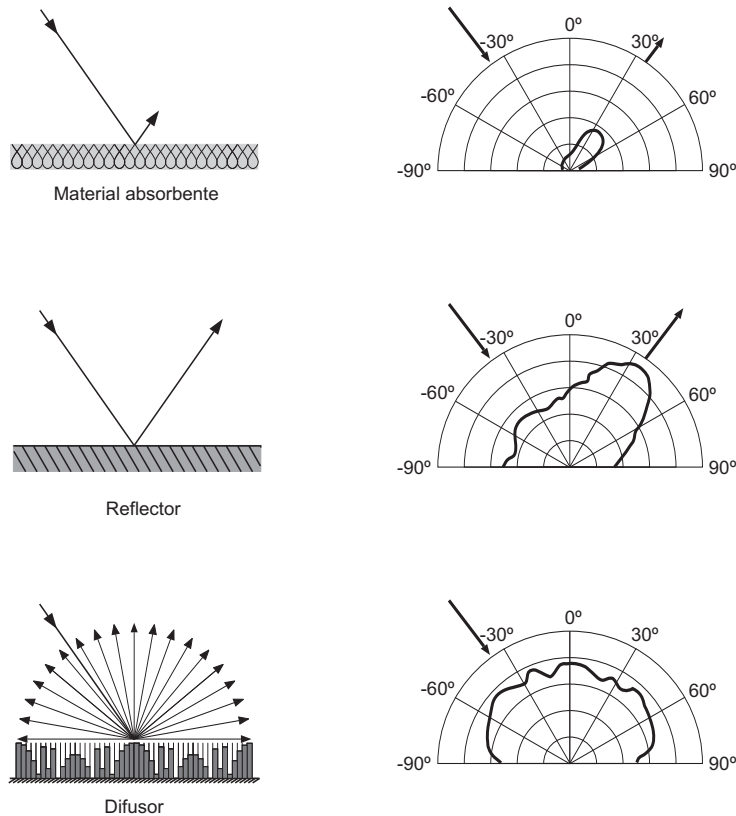 0º
-30º
30º
-60º
60º
-90º
90º
Material absorbente
0º
-30º
30º
-60º
60º
-90º
90º
Reflector
0º
-30º
30º
-60º
60º
-90º
90º
Difusor